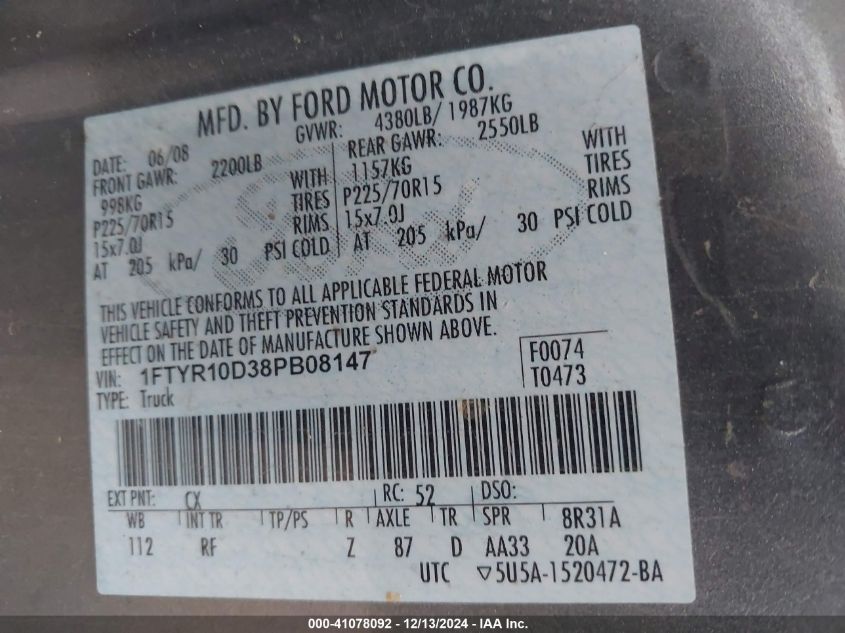 MFD. BY FORD MOTOR CO.
DATE: 06/08 GVWR: 4380LB/ 1987KG
FRONT GAWR: 2200LB REAR GAWR: 2550LB
998KG WITH 1157KG WITH
P225/70R15 TIRES P225/70R15 TIRES
15x7.0J RIMS 15x7.0J RIMS
AT 205 kPa/ 30 PSI COLD AT 205 kPa/ 30 PSI COLD
THIS VEHICLE CONFORMS TO ALL APPLICABLE FEDERAL MOTOR
VEHICLE SAFETY AND THEFT PREVENTION STANDARDS IN
EFFECT ON THE DATE OF MANUFACTURE SHOWN ABOVE.
VIN: 1FTYR10D38PB08147 F0074
TYPE: Truck T0473
EXT PNT: CX RC: 52 DSO:
WB INT TR TP/PS R AXLE TR SPR 8R31A
112 RF Z 87 D AA33 20A
UTC ▽5U5A-1520472-BA
000-41078092 - 12/13/2024 - IAA Inc.